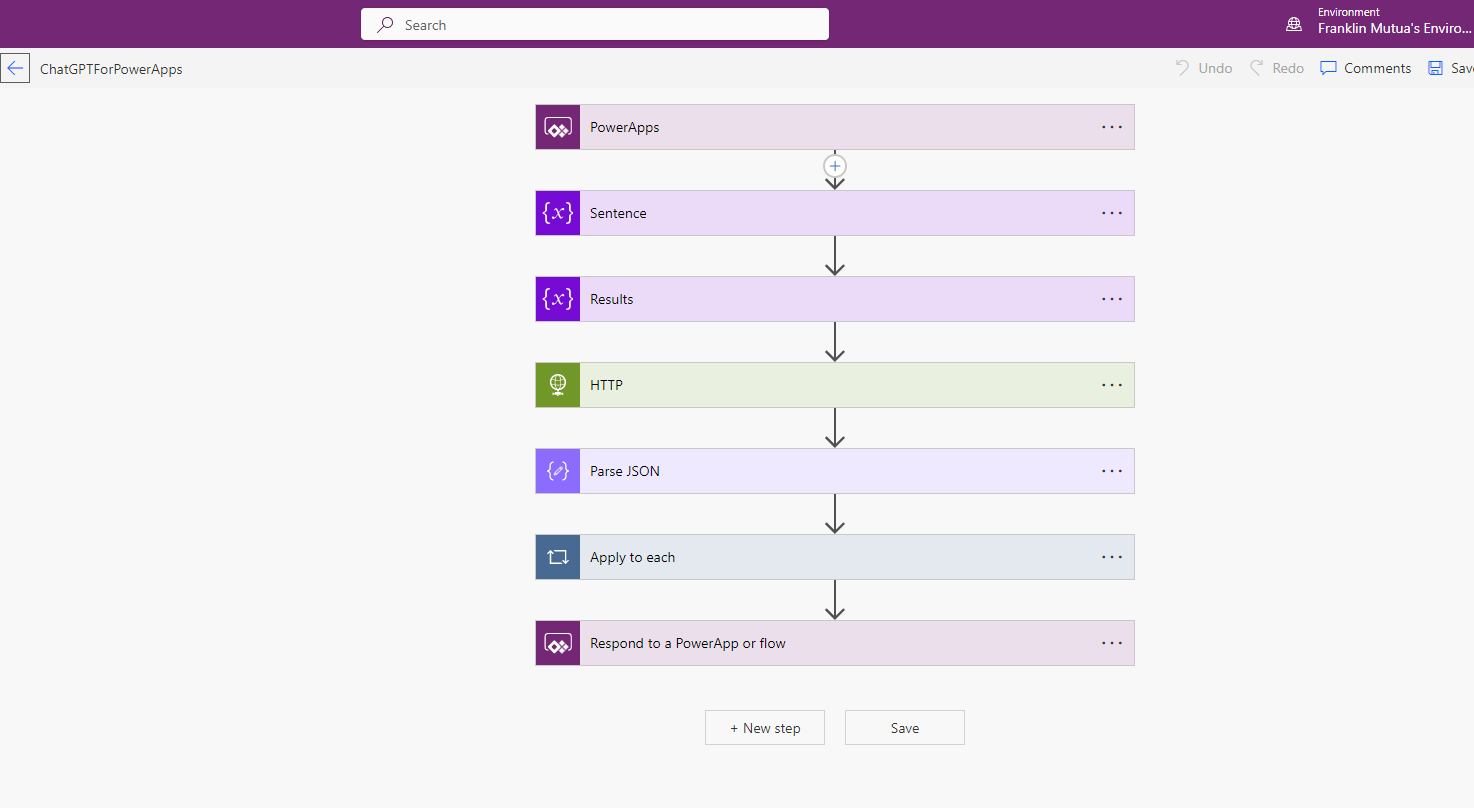 Search
Environment
Franklin Mutua's Enviro...
ChatGPTForPowerApps
Undo
Redo
Comments
Save
PowerApps
{x} Sentence
{x} Results
HTTP
Parse JSON
Apply to each
Respond to a PowerApp or flow
+ New step
Save